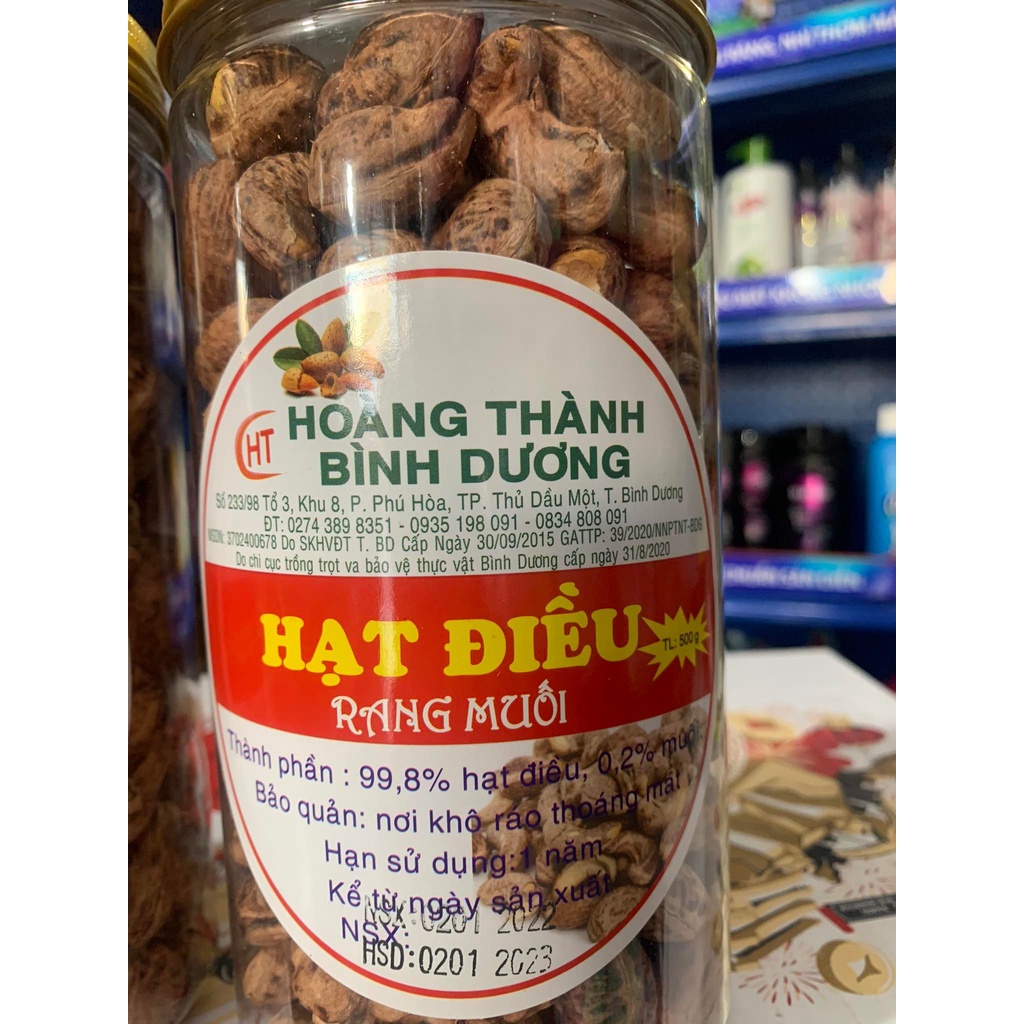 HT
HOÀNG THÀNH
BÌNH DƯƠNG
Số 233/98 Tổ 3, Khu 8, P. Phú Hòa, TP. Thủ Dầu Một, T. Bình Dương
ĐT: 0274 389 8351 - 0935 198 091 - 0834 808 091
MSDN: 3702400678 Do SKHVĐT T. BD Cấp Ngày 30/09/2015 GATTP: 39/2020/NNPTNT-BDG
Do chi cục trồng trọt va bảo vệ thực vật Bình Dương cấp ngày 31/8/2020
HẠT ĐIỀU
TL: 500 g
RANG MUỐI
Thành phần : 99,8% hạt điều, 0,2% muối.
Bảo quản: nơi khô ráo thoáng mát
Hạn sử dụng:1 năm
Kể từ ngày sản xuất
NSX:
NSX:0201 2022
HSD:0201 2023